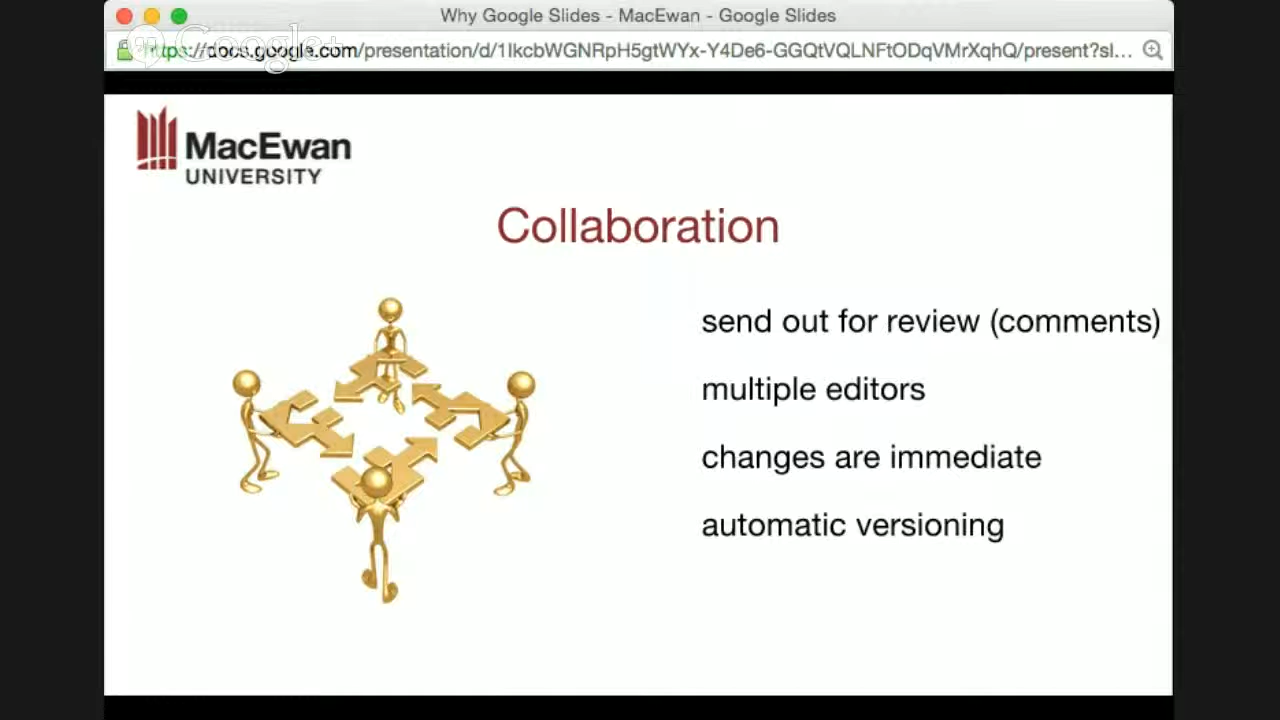 Why Google Slides - MacEwan - Google Slides
Google+
https://docs.google.com/presentation/d/1IkcbWGNRpH5gtWYx-Y4De6-GGQtVQLNFtODqVMrXqhQ/present?sl...
MacEwan
UNIVERSITY
Collaboration
send out for review (comments)
multiple editors
changes are immediate
automatic versioning